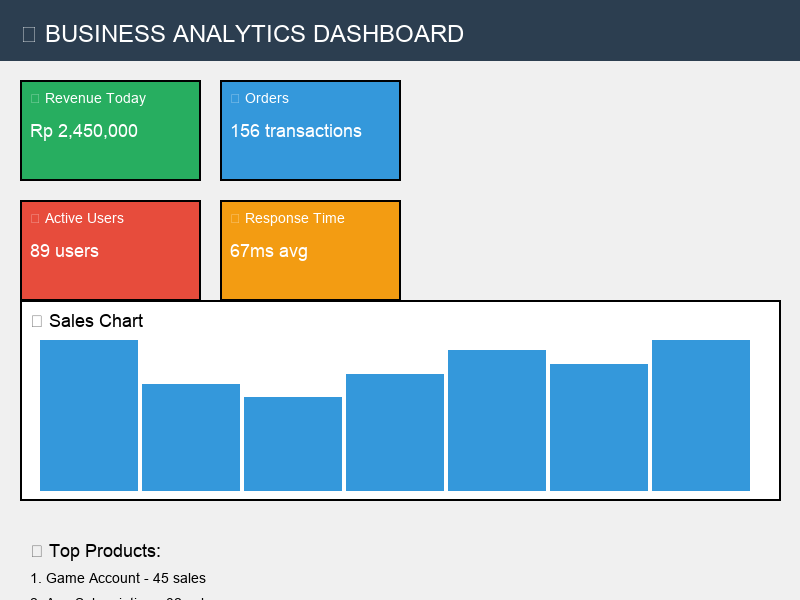 BUSINESS ANALYTICS DASHBOARD
Revenue Today
Rp 2,450,000
Orders
156 transactions
Active Users
89 users
Response Time
67ms avg
Sales Chart
Top Products:
1. Game Account - 45 sales